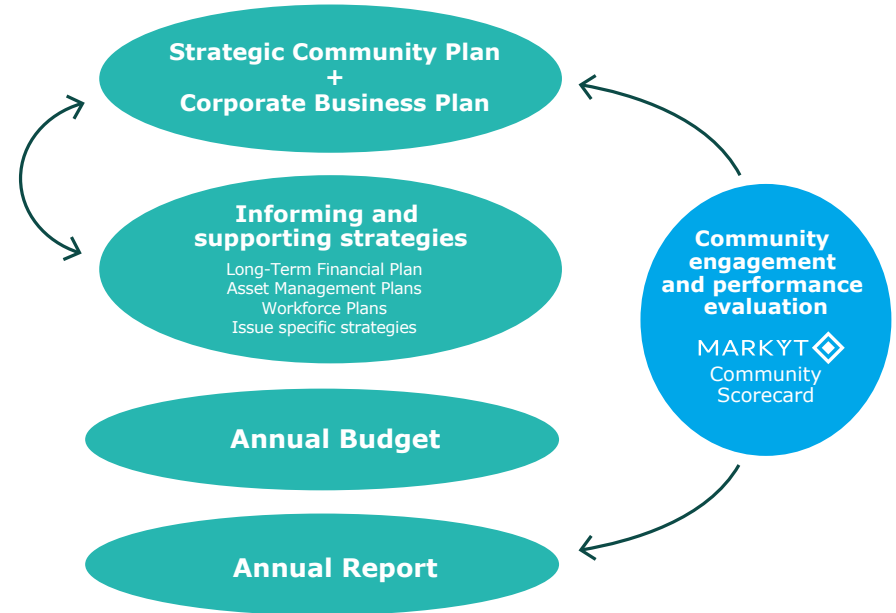 Strategic Community Plan
+
Corporate Business Plan
Informing and
supporting strategies
Long-Term Financial Plan
Asset Management Plans
Workforce Plans
Issue specific strategies
Annual Budget
Annual Report
Community
engagement
and performance
evaluation
MARKYT
Community
Scorecard